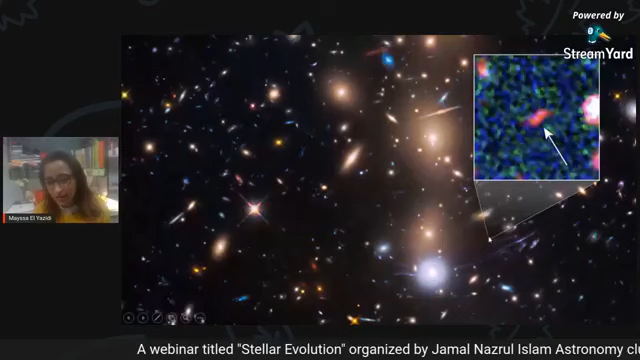 Powered by
StreamYard
Mayssa El Yazidi
A webinar titled "Stellar Evolution" organized by Jamal Nazrul Islam Astronomy cl